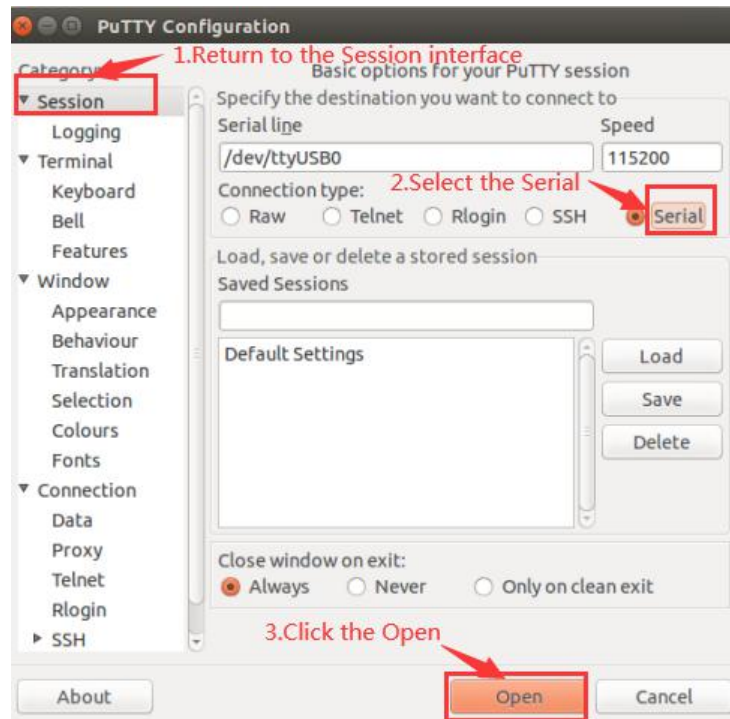 PuTTY Configuration
1.Return to the Session interface
Category:
Basic options for your PuTTY session
Session
Logging
Terminal
Keyboard
Bell
Features
Window
Appearance
Behaviour
Translation
Selection
Colours
Fonts
Connection
Data
Proxy
Telnet
Rlogin
SSH
Specify the destination you want to connect to
Serial line Speed
/dev/ttyUSB0 115200
Connection type:
2.Select the Serial
Raw Telnet Rlogin SSH Serial
Load, save or delete a stored session
Saved Sessions
Default Settings
Load
Save
Delete
Close window on exit:
Always Never Only on clean exit
3.Click the Open
About Open Cancel